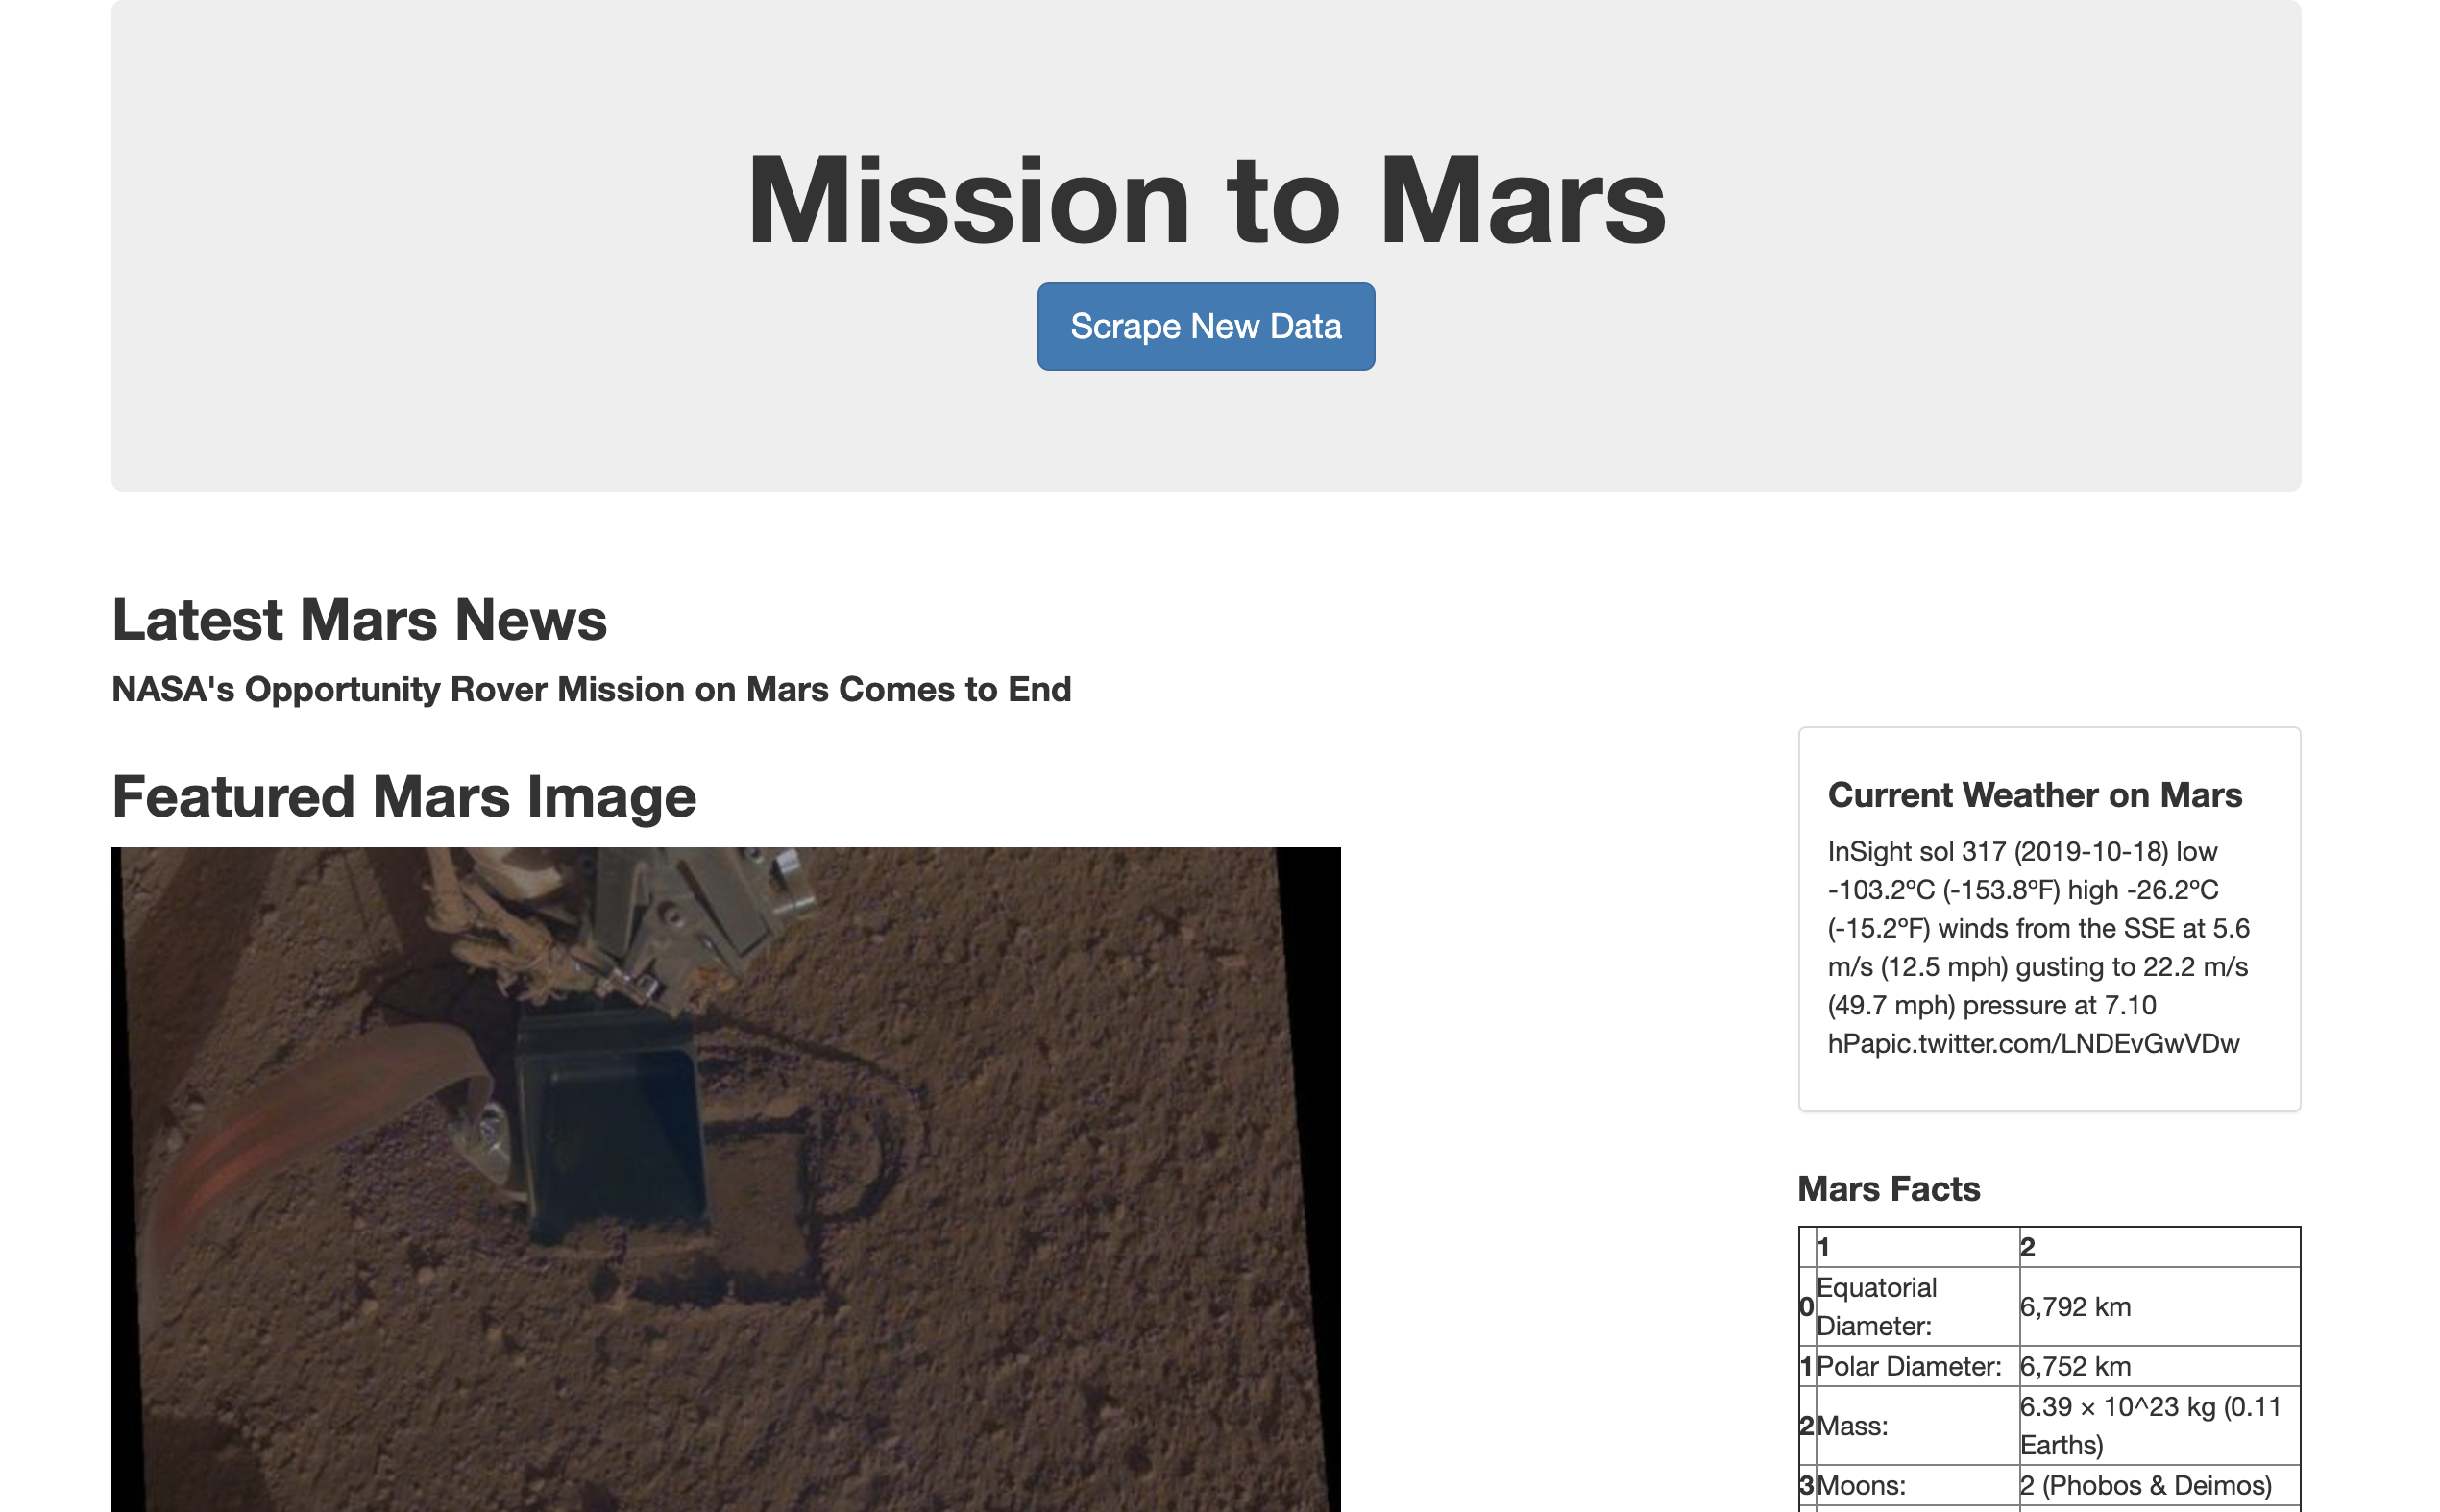 Mission to Mars
Scrape New Data
Latest Mars News
NASA's Opportunity Rover Mission on Mars Comes to End
Featured Mars Image
Current Weather on Mars
InSight sol 317 (2019-10-18) low
-103.2ºC (-153.8ºF) high -26.2ºC
(-15.2ºF) winds from the SSE at 5.6
m/s (12.5 mph) gusting to 22.2 m/s
(49.7 mph) pressure at 7.10
hPapic.twitter.com/LNDEvGwVDw
Mars Facts
1 2
0 Equatorial Diameter: 6,792 km
1 Polar Diameter: 6,752 km
2 Mass: 6.39 × 10^23 kg (0.11 Earths)
3 Moons: 2 (Phobos & Deimos)